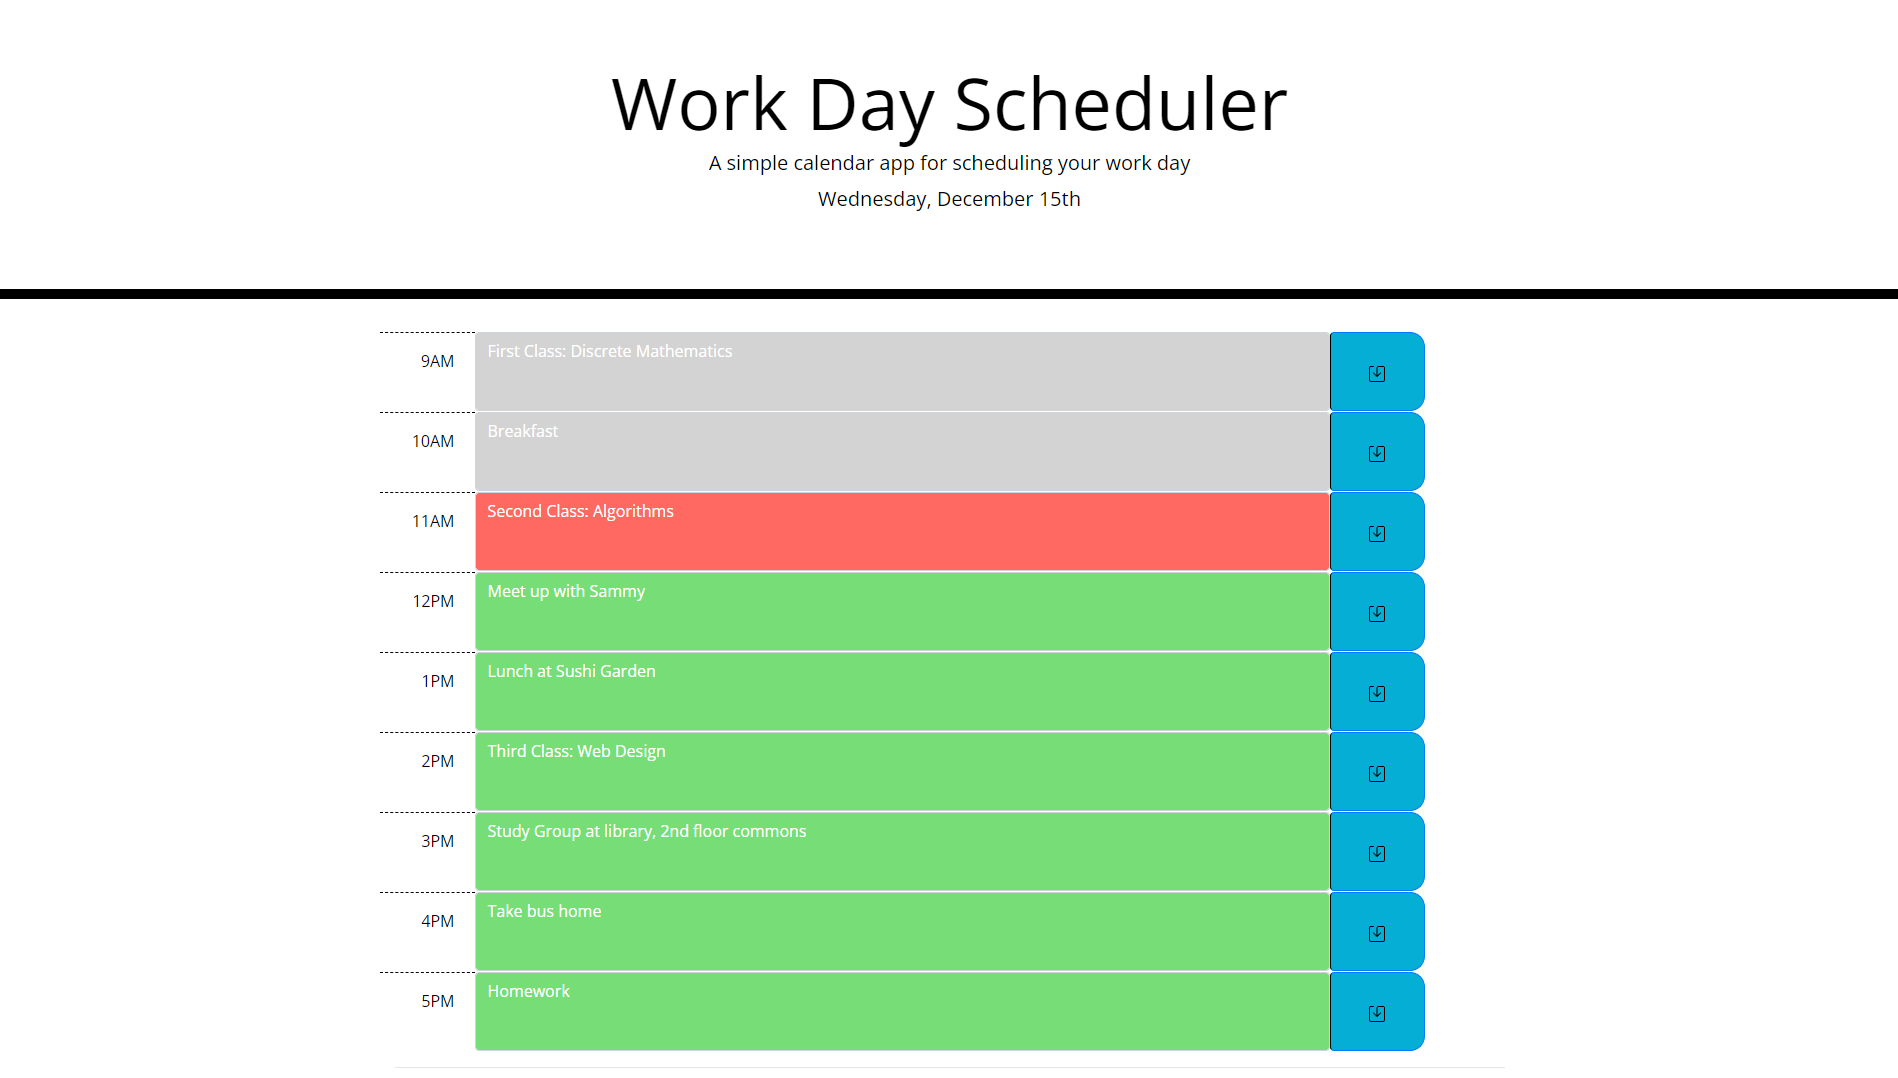 Work Day Scheduler
A simple calendar app for scheduling your work day
Wednesday, December 15th
9AM First Class: Discrete Mathematics
10AM Breakfast
11AM Second Class: Algorithms
12PM Meet up with Sammy
1PM Lunch at Sushi Garden
2PM Third Class: Web Design
3PM Study Group at library, 2nd floor commons
4PM Take bus home
5PM Homework